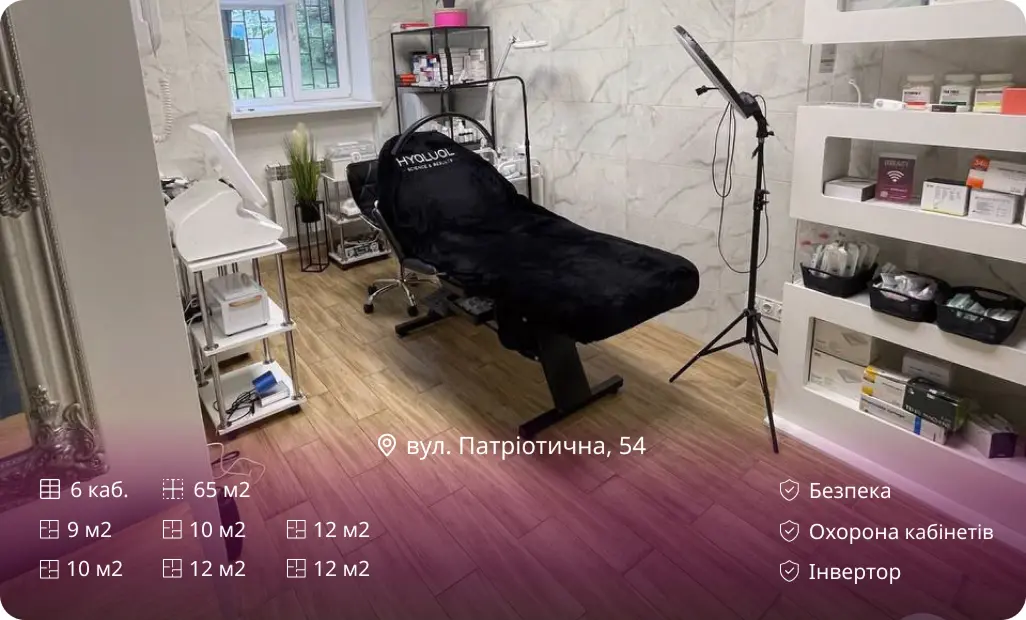 HYALUAL
SCIENCE & BEAUTY
вул. Патріотична, 54
6 каб.
65 м2
9 м2
10 м2
12 м2
10 м2
12 м2
12 м2
Безпека
Охорона кабінетів
Інвертор